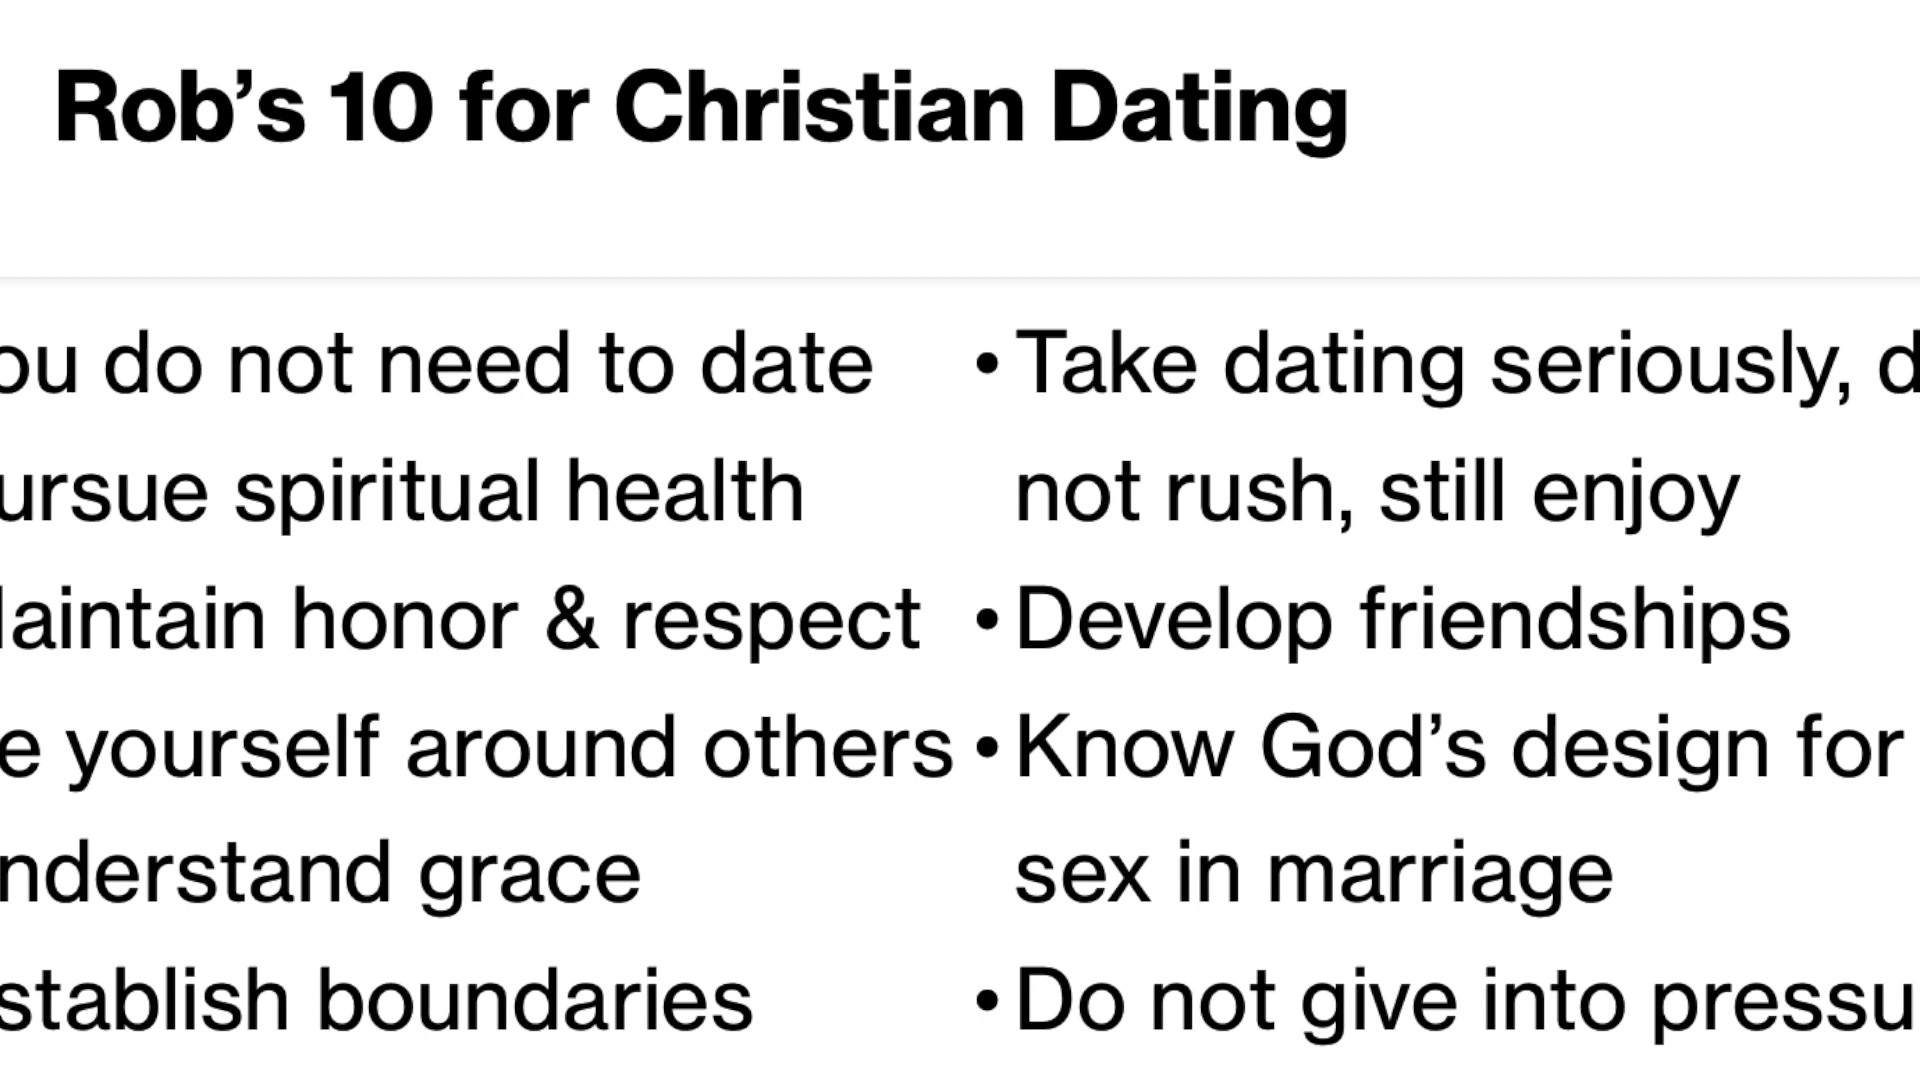 Rob's 10 for Christian Dating
ou do not need to date
ursue spiritual health
aintain honor & respect
e yourself around others
nderstand grace
stablish boundaries
• Take dating seriously, d
not rush, still enjoy
• Develop friendships
• Know God's design for
sex in marriage
• Do not give into pressu